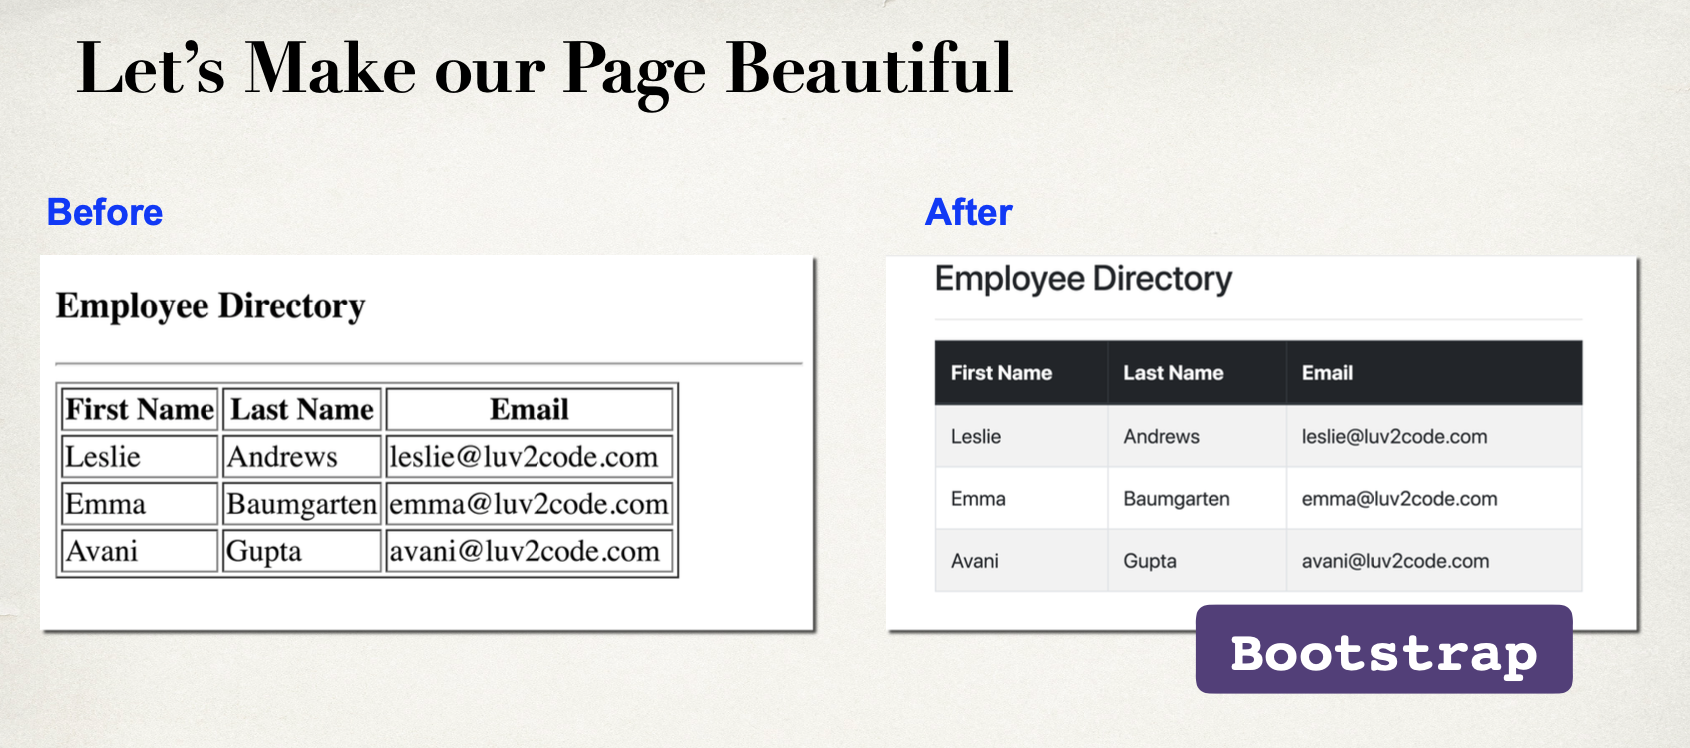 Let's Make our Page Beautiful
Before
Employee Directory
First Name Last Name Email
Leslie Andrews leslie@luv2code.com
Emma Baumgarten emma@luv2code.com
Avani Gupta avani@luv2code.com
After
Employee Directory
First Name Last Name Email
Leslie Andrews leslie@luv2code.com
Emma Baumgarten emma@luv2code.com
Avani Gupta avani@luv2code.com
Bootstrap